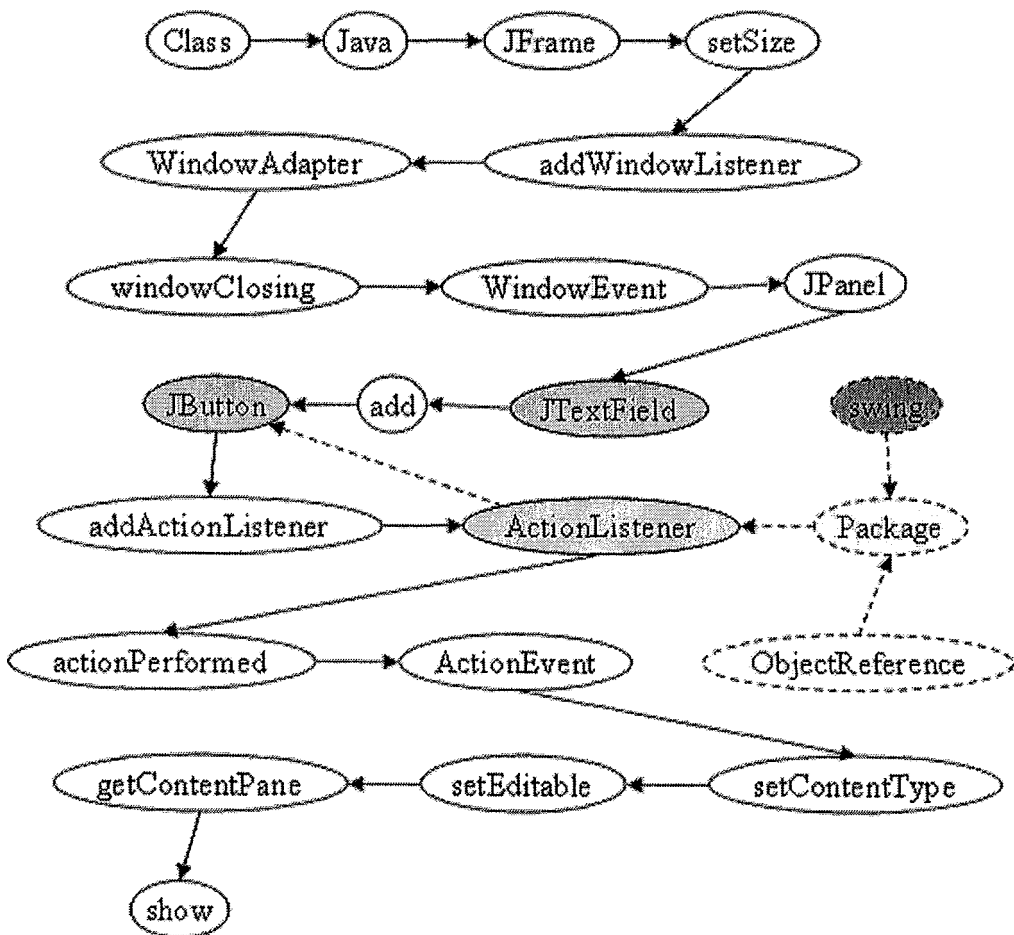 Class
Java
JFrame
setSize
WindowAdapter
addWindowListener
windowClosing
WindowEvent
JPanel
JButton
add
JTextField
swing
addActionListener
ActionListener
Package
actionPerformed
ActionEvent
ObjectReference
getContentPane
setEditable
setContentType
show